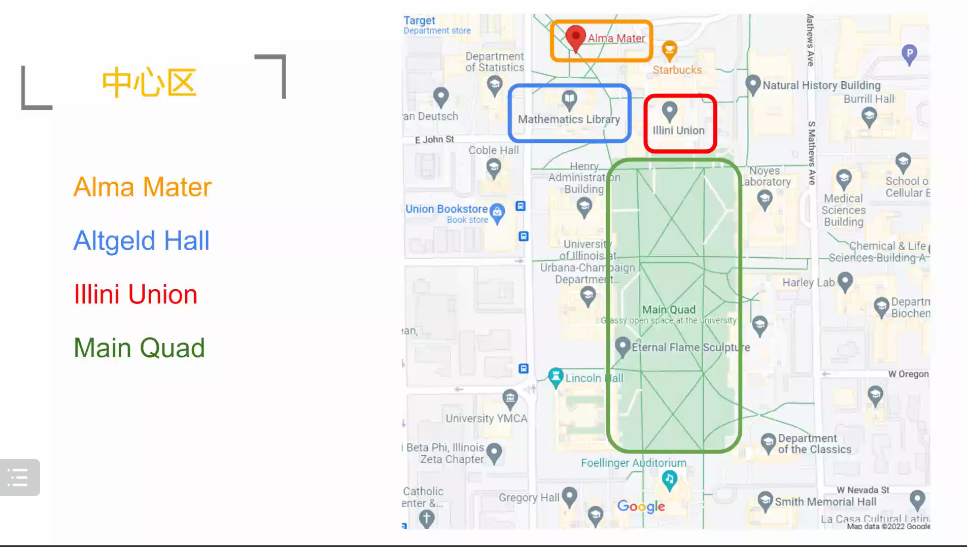 中心区
Alma Mater
Altgeld Hall
Illini Union
Main Quad
Target
Department store
Alma Mater
Starbucks
Department
of Statistics
Natural History Building
an Deutsch
Mathematics Library
Illini Union
Burrill Hall
Mathews Ave
S Mathews Ave
P
E John St
Coble Hall
Henry
Administration
Building
Noyes
Laboratory
School o
Cellular E
Medical
Sciences
Building
Union Bookstore
Book store
University
of Illinois at
Urbana-Champaign
Department...
Chemical & Life
Sciences Building A
Harley Lab
Departm
Biochen
Main Quad
Grassy open space at the university
Eternal Flame Sculpture
ean,
Lincoln Hall
W Oregon
University YMCA
i Beta Phi, Illinois
Zeta Chapter
Department
of the Classics
Foellinger Auditorium
W Nevada St
Catholic
enter &...
Gregory Hall
Google
Smith Memorial Hall
La Casa Cultural Latin
Map data ©2022 Google